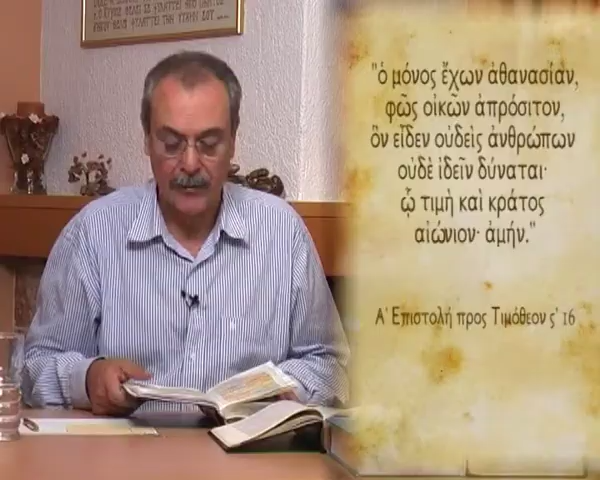 "ὁ μόνος ἔχων ἀθανασίαν,
φῶς οἰκῶν ἀπρόσιτον,
ὃν εἶδεν οὐδεὶς ἀνθρώπων
οὐδὲ ἰδεῖν δύναται·
ᾧ τιμὴ καὶ κράτος
αἰώνιον· ἀμήν."
Α' Επιστολή προς Τιμόθεον ς' 16